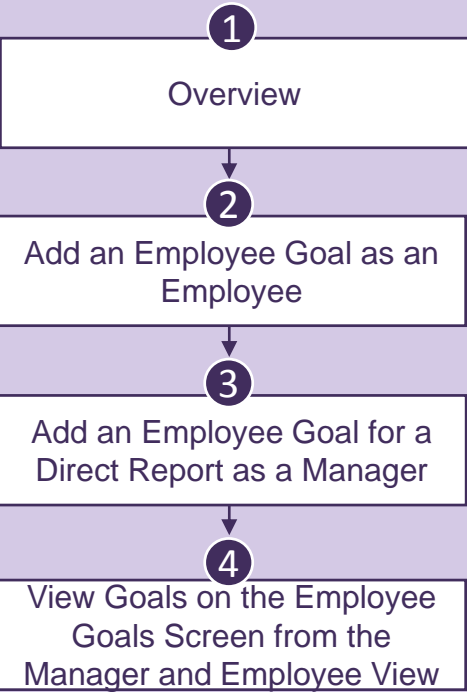 1
Overview
2
Add an Employee Goal as an
Employee
3
Add an Employee Goal for a
Direct Report as a Manager
4
View Goals on the Employee
Goals Screen from the
Manager and Employee View